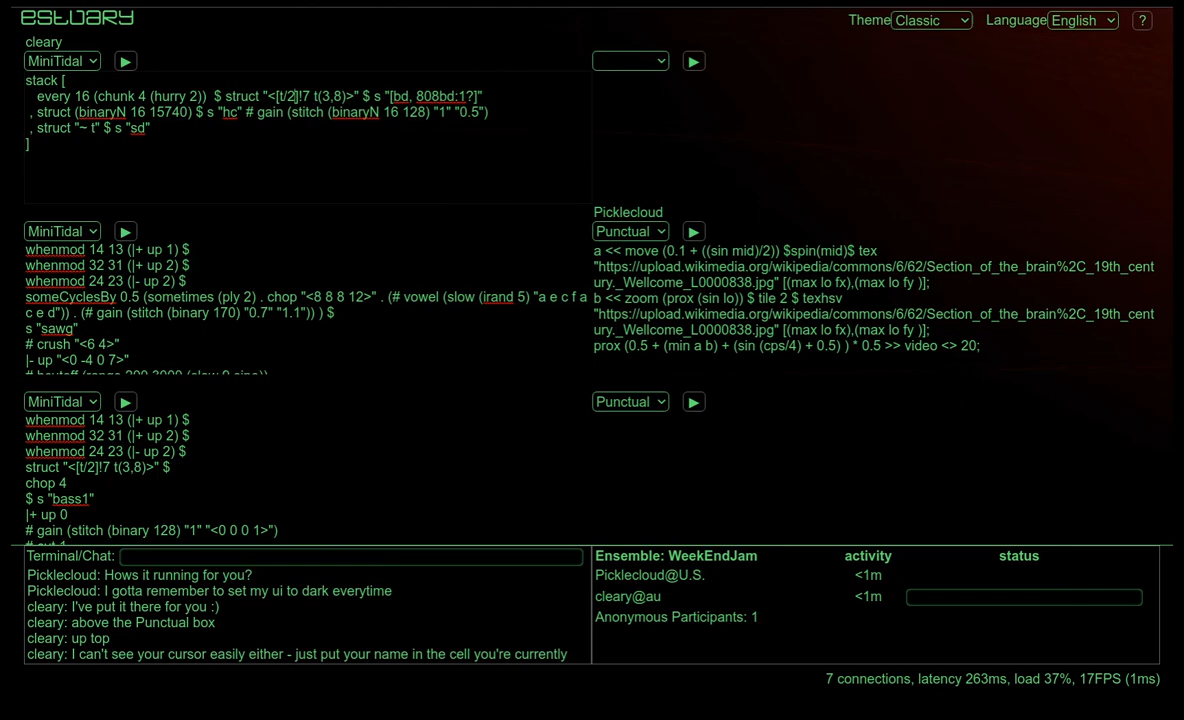 estuary
Theme Classic Language English ?
cleary
MiniTidal
stack [
every 16 (chunk 4 (hurry 2)) $ struct "<[t/2]!7 t(3,8)>" $ s "[bd, 808bd:1?]"
, struct (binaryN 16 15740) $ s "hc" # gain (stitch (binaryN 16 128) "1" "0.5")
, struct "~ t" $ s "sd"
]
MiniTidal
whenmod 14 13 (|+ up 1) $
whenmod 32 31 (|+ up 2) $
whenmod 24 23 (|- up 2) $
someCyclesBy 0.5 (sometimes (ply 2) . chop "<8 8 8 12>" . (# vowel (slow (irand 5) "a e c f a
c e d")) . (# gain (stitch (binary 170) "0.7" "1.1")) ) $
s "sawg"
# crush "<6 4>"
|- up "<0 -4 0 7>"
Picklecloud
Punctual
a << move (0.1 + ((sin mid)/2)) $spin(mid)$ tex
"https://upload.wikimedia.org/wikipedia/commons/6/62/Section_of_the_brain%2C_19th_cent
ury._Wellcome_L0000838.jpg" [(max lo fx),(max lo fy )];
b << zoom (prox (sin lo)) $ tile 2 $ texhsv
"https://upload.wikimedia.org/wikipedia/commons/6/62/Section_of_the_brain%2C_19th_cent
ury._Wellcome_L0000838.jpg" [(max lo fx),(max lo fy )];
prox (0.5 + (min a b) + (sin (cps/4) + 0.5) ) * 0.5 >> video <> 20;
MiniTidal
whenmod 14 13 (|+ up 1) $
whenmod 32 31 (|+ up 2) $
whenmod 24 23 (|- up 2) $
struct "<[t/2]!7 t(3,8)>" $
chop 4
$ s "bass1"
|+ up 0
# gain (stitch (binary 128) "1" "<0 0 0 1>")
Punctual
Terminal/Chat:
Picklecloud: Hows it running for you?
Picklecloud: I gotta remember to set my ui to dark everytime
cleary: I've put it there for you :)
cleary: above the Punctual box
cleary: up top
cleary: I can't see your cursor easily either - just put your name in the cell you're currently
Ensemble: WeekEndJam activity status
Picklecloud@U.S. <1m
cleary@au <1m
Anonymous Participants: 1
7 connections, latency 263ms, load 37%, 17FPS (1ms)